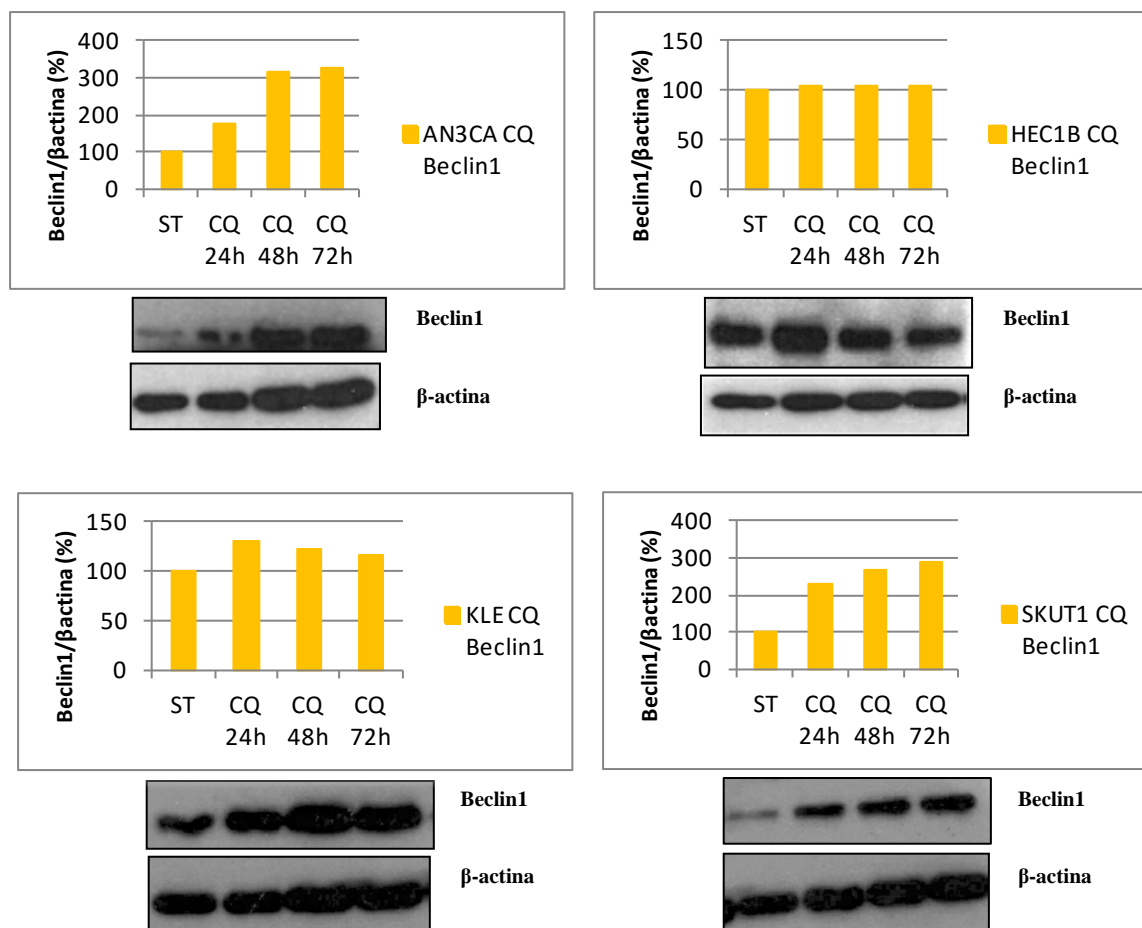 Beclin1/βactina (%)
400
300
200
100
0
ST
CQ
24h
CQ
48h
CQ
72h
AN3CA CQ
Beclin1
Beclin1
β-actina
Beclin1/βactina (%)
150
100
50
0
ST
CQ
24h
CQ
48h
CQ
72h
HEC1B CQ
Beclin1
Beclin1
β-actina
Beclin1/βactina (%)
150
100
50
0
ST
CQ
24h
CQ
48h
CQ
72h
KLE CQ
Beclin1
Beclin1
β-actina
Beclin1/βactina (%)
400
300
200
100
0
ST
CQ
24h
CQ
48h
CQ
72h
SKUT1 CQ
Beclin1
Beclin1
β-actina